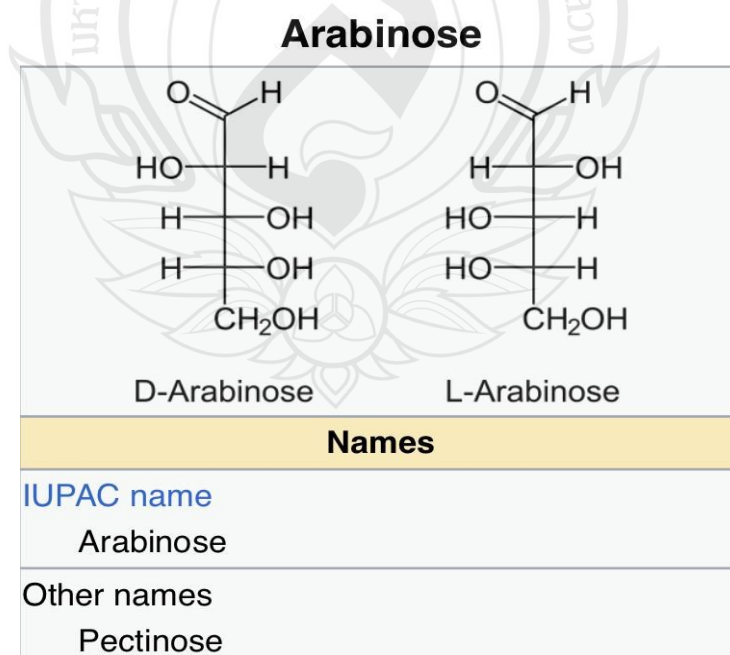 Arabinose
O H O H
HO H H OH
H OH HO H
H OH HO H
CH₂OH CH₂OH
D-Arabinose L-Arabinose
Names
IUPAC name
Arabinose
Other names
Pectinose